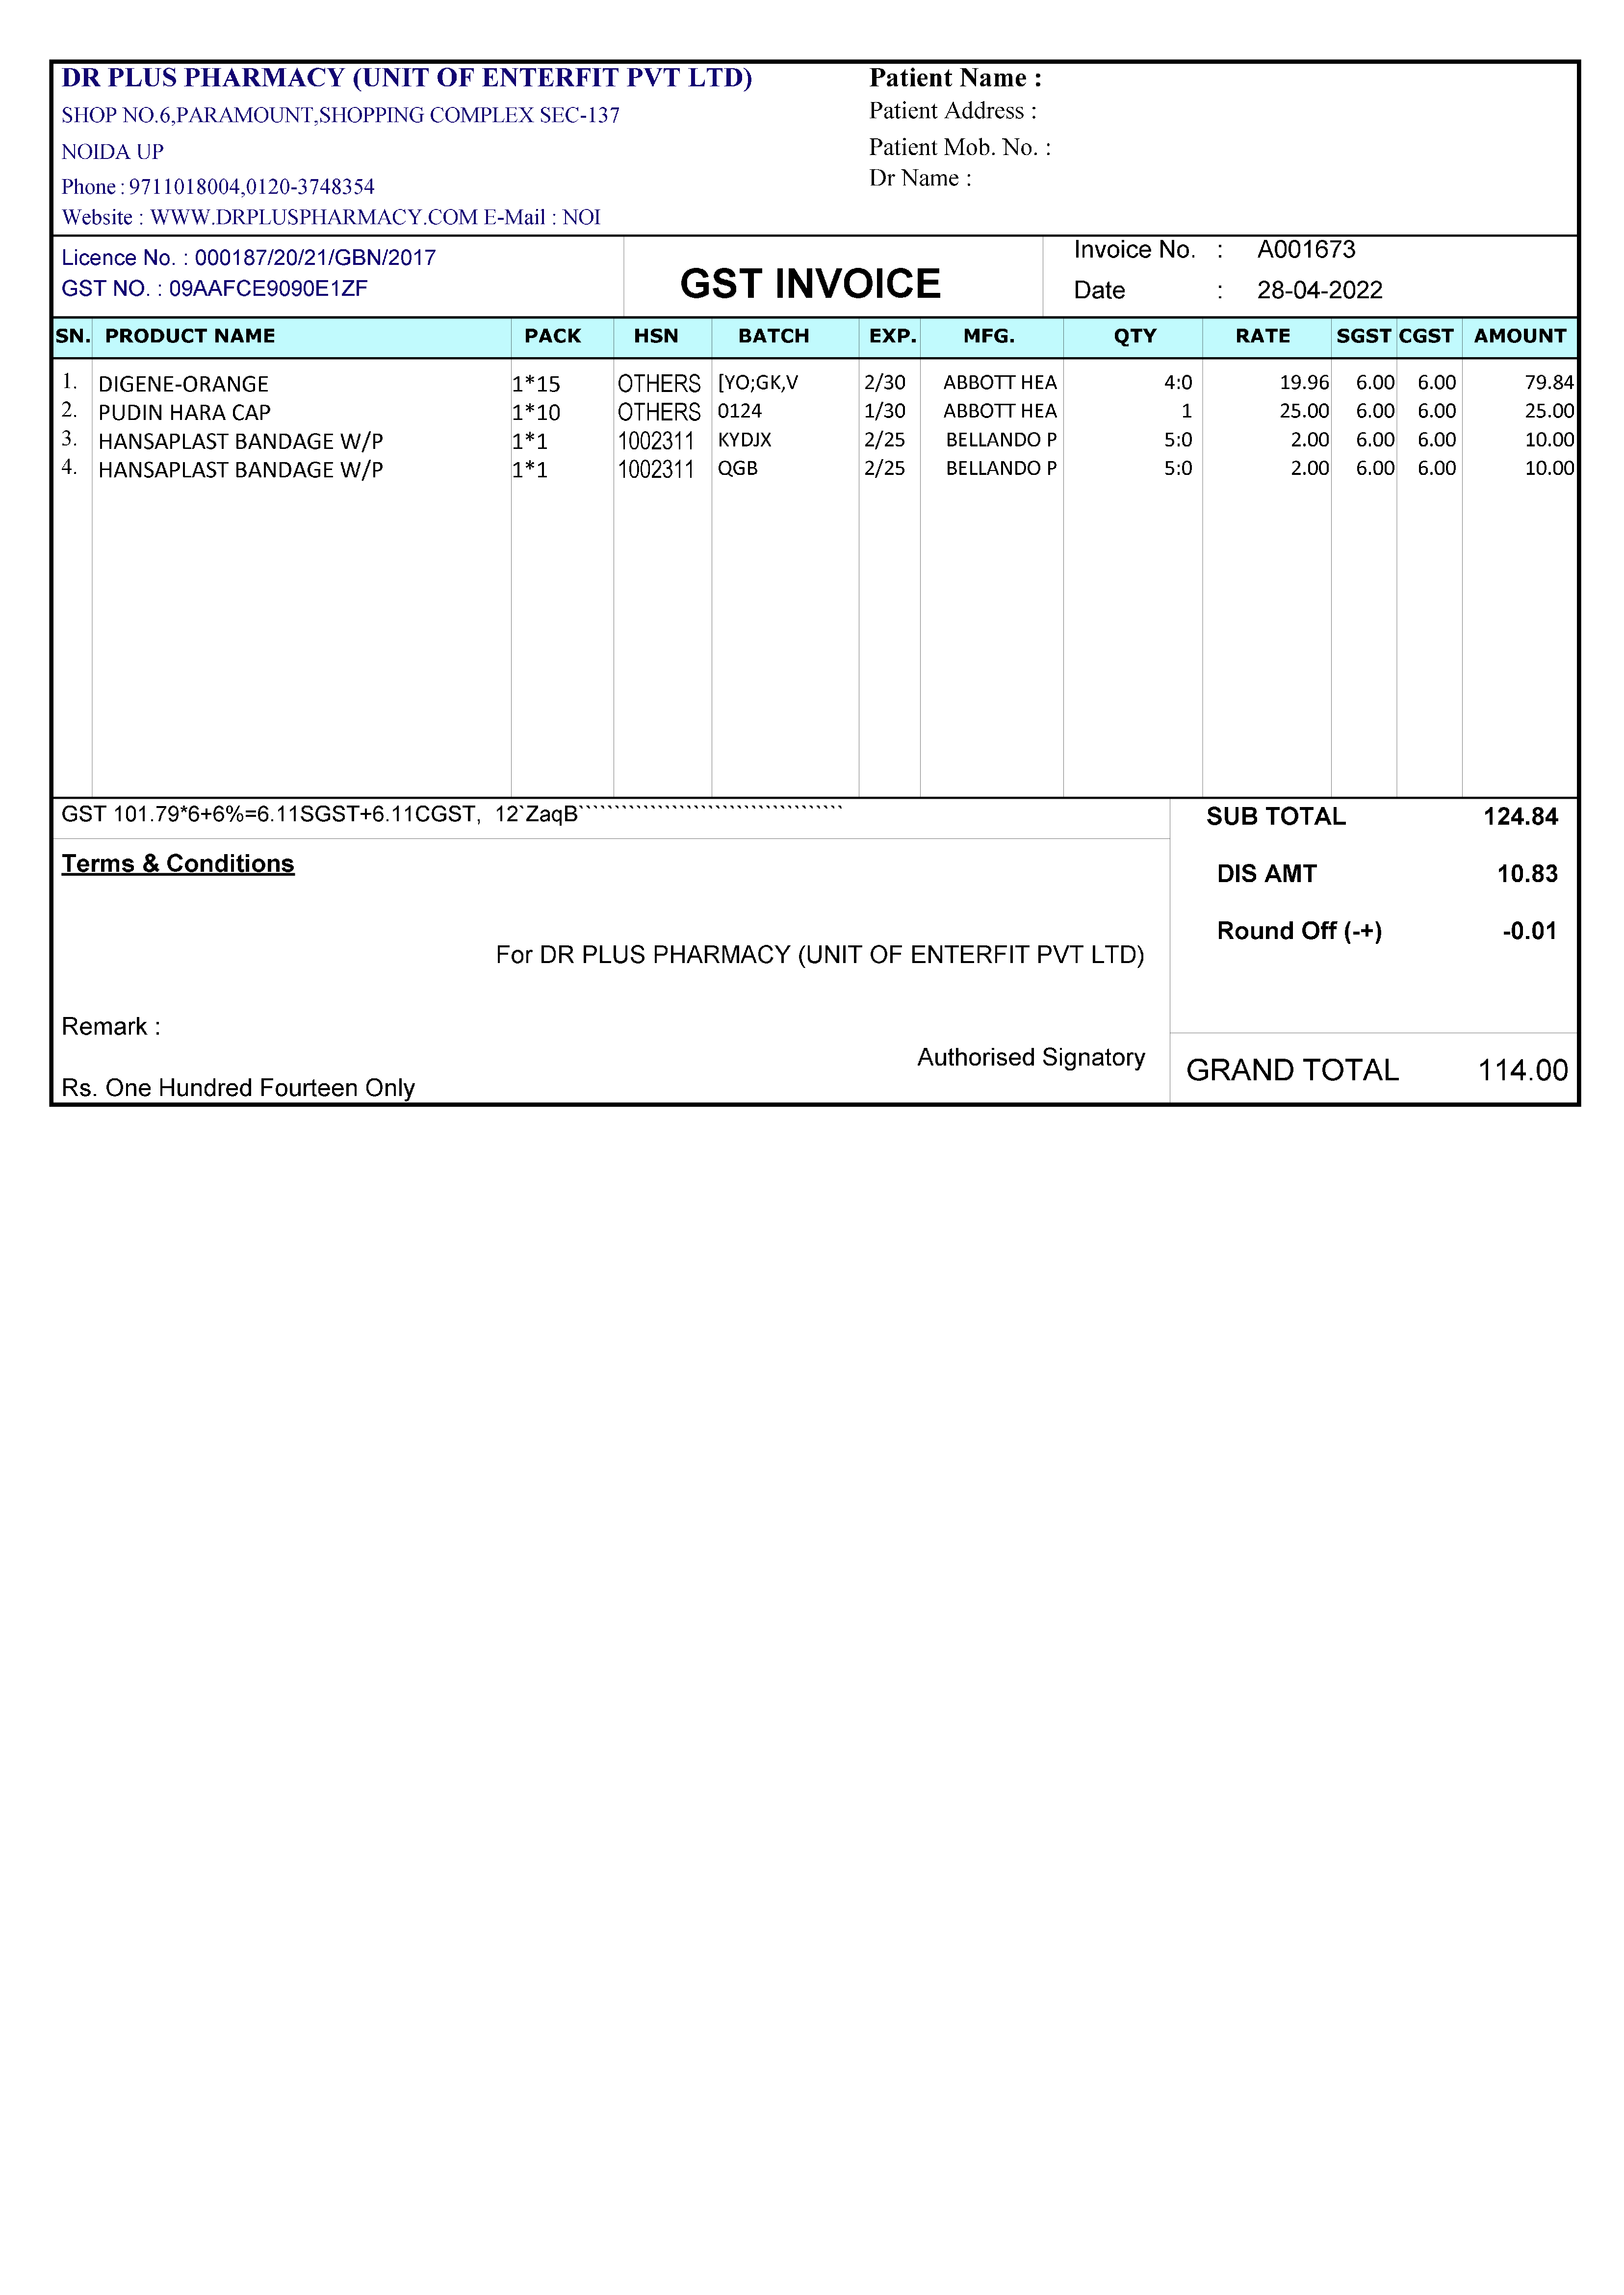 DR PLUS PHARMACY (UNIT OF ENTERFIT PVT LTD)
SHOP NO.6,PARAMOUNT,SHOPPING COMPLEX SEC-137
NOIDA UP
Phone : 9711018004,0120-3748354
Website : WWW.DRPLUSPHARMACY.COM E-Mail : NOI
Patient Name :
Patient Address :
Patient Mob. No. :
Dr Name :
Licence No. : 000187/20/21/GBN/2017
GST NO. : 09AAFCE9090E1ZF
GST INVOICE
Invoice No. : A001673
Date : 28-04-2022
SN. PRODUCT NAME PACK HSN BATCH EXP. MFG. QTY RATE SGST CGST AMOUNT
1. DIGENE-ORANGE 1*15 OTHERS [YO;GK,V 2/30 ABBOTT HEA 4:0 19.96 6.00 6.00 79.84
2. PUDIN HARA CAP 1*10 OTHERS 0124 1/30 ABBOTT HEA 1 25.00 6.00 6.00 25.00
3. HANSAPLAST BANDAGE W/P 1*1 1002311 KYDJX 2/25 BELLANDO P 5:0 2.00 6.00 6.00 10.00
4. HANSAPLAST BANDAGE W/P 1*1 1002311 QGB 2/25 BELLANDO P 5:0 2.00 6.00 6.00 10.00
GST 101.79*6+6%=6.11SGST+6.11CGST, 12`ZaqB`````````````````````````````````````
Terms & Conditions
For DR PLUS PHARMACY (UNIT OF ENTERFIT PVT LTD)
Remark :
Authorised Signatory
Rs. One Hundred Fourteen Only
SUB TOTAL 124.84
DIS AMT 10.83
Round Off (-+) -0.01
GRAND TOTAL 114.00